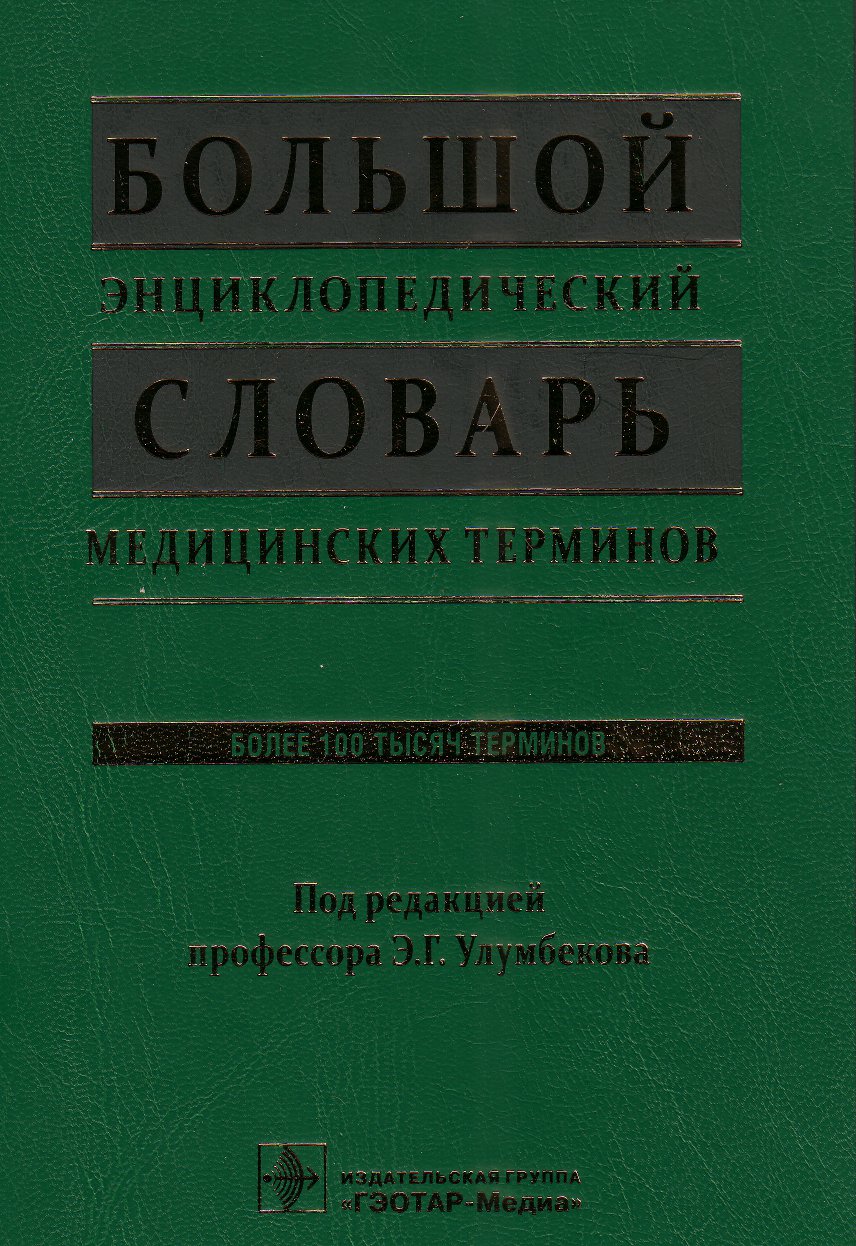 БОЛЬШОЙ
ЭНЦИКЛОПЕДИЧЕСКИЙ
СЛОВАРЬ
МЕДИЦИНСКИХ ТЕРМИНОВ
БОЛЕЕ 100 ТЫСЯЧ ТЕРМИНОВ
Под редакцией
профессора Э.Г. Улумбекова
ИЗДАТЕЛЬСКАЯ ГРУППА
«ГЭОТАР-Медиа»